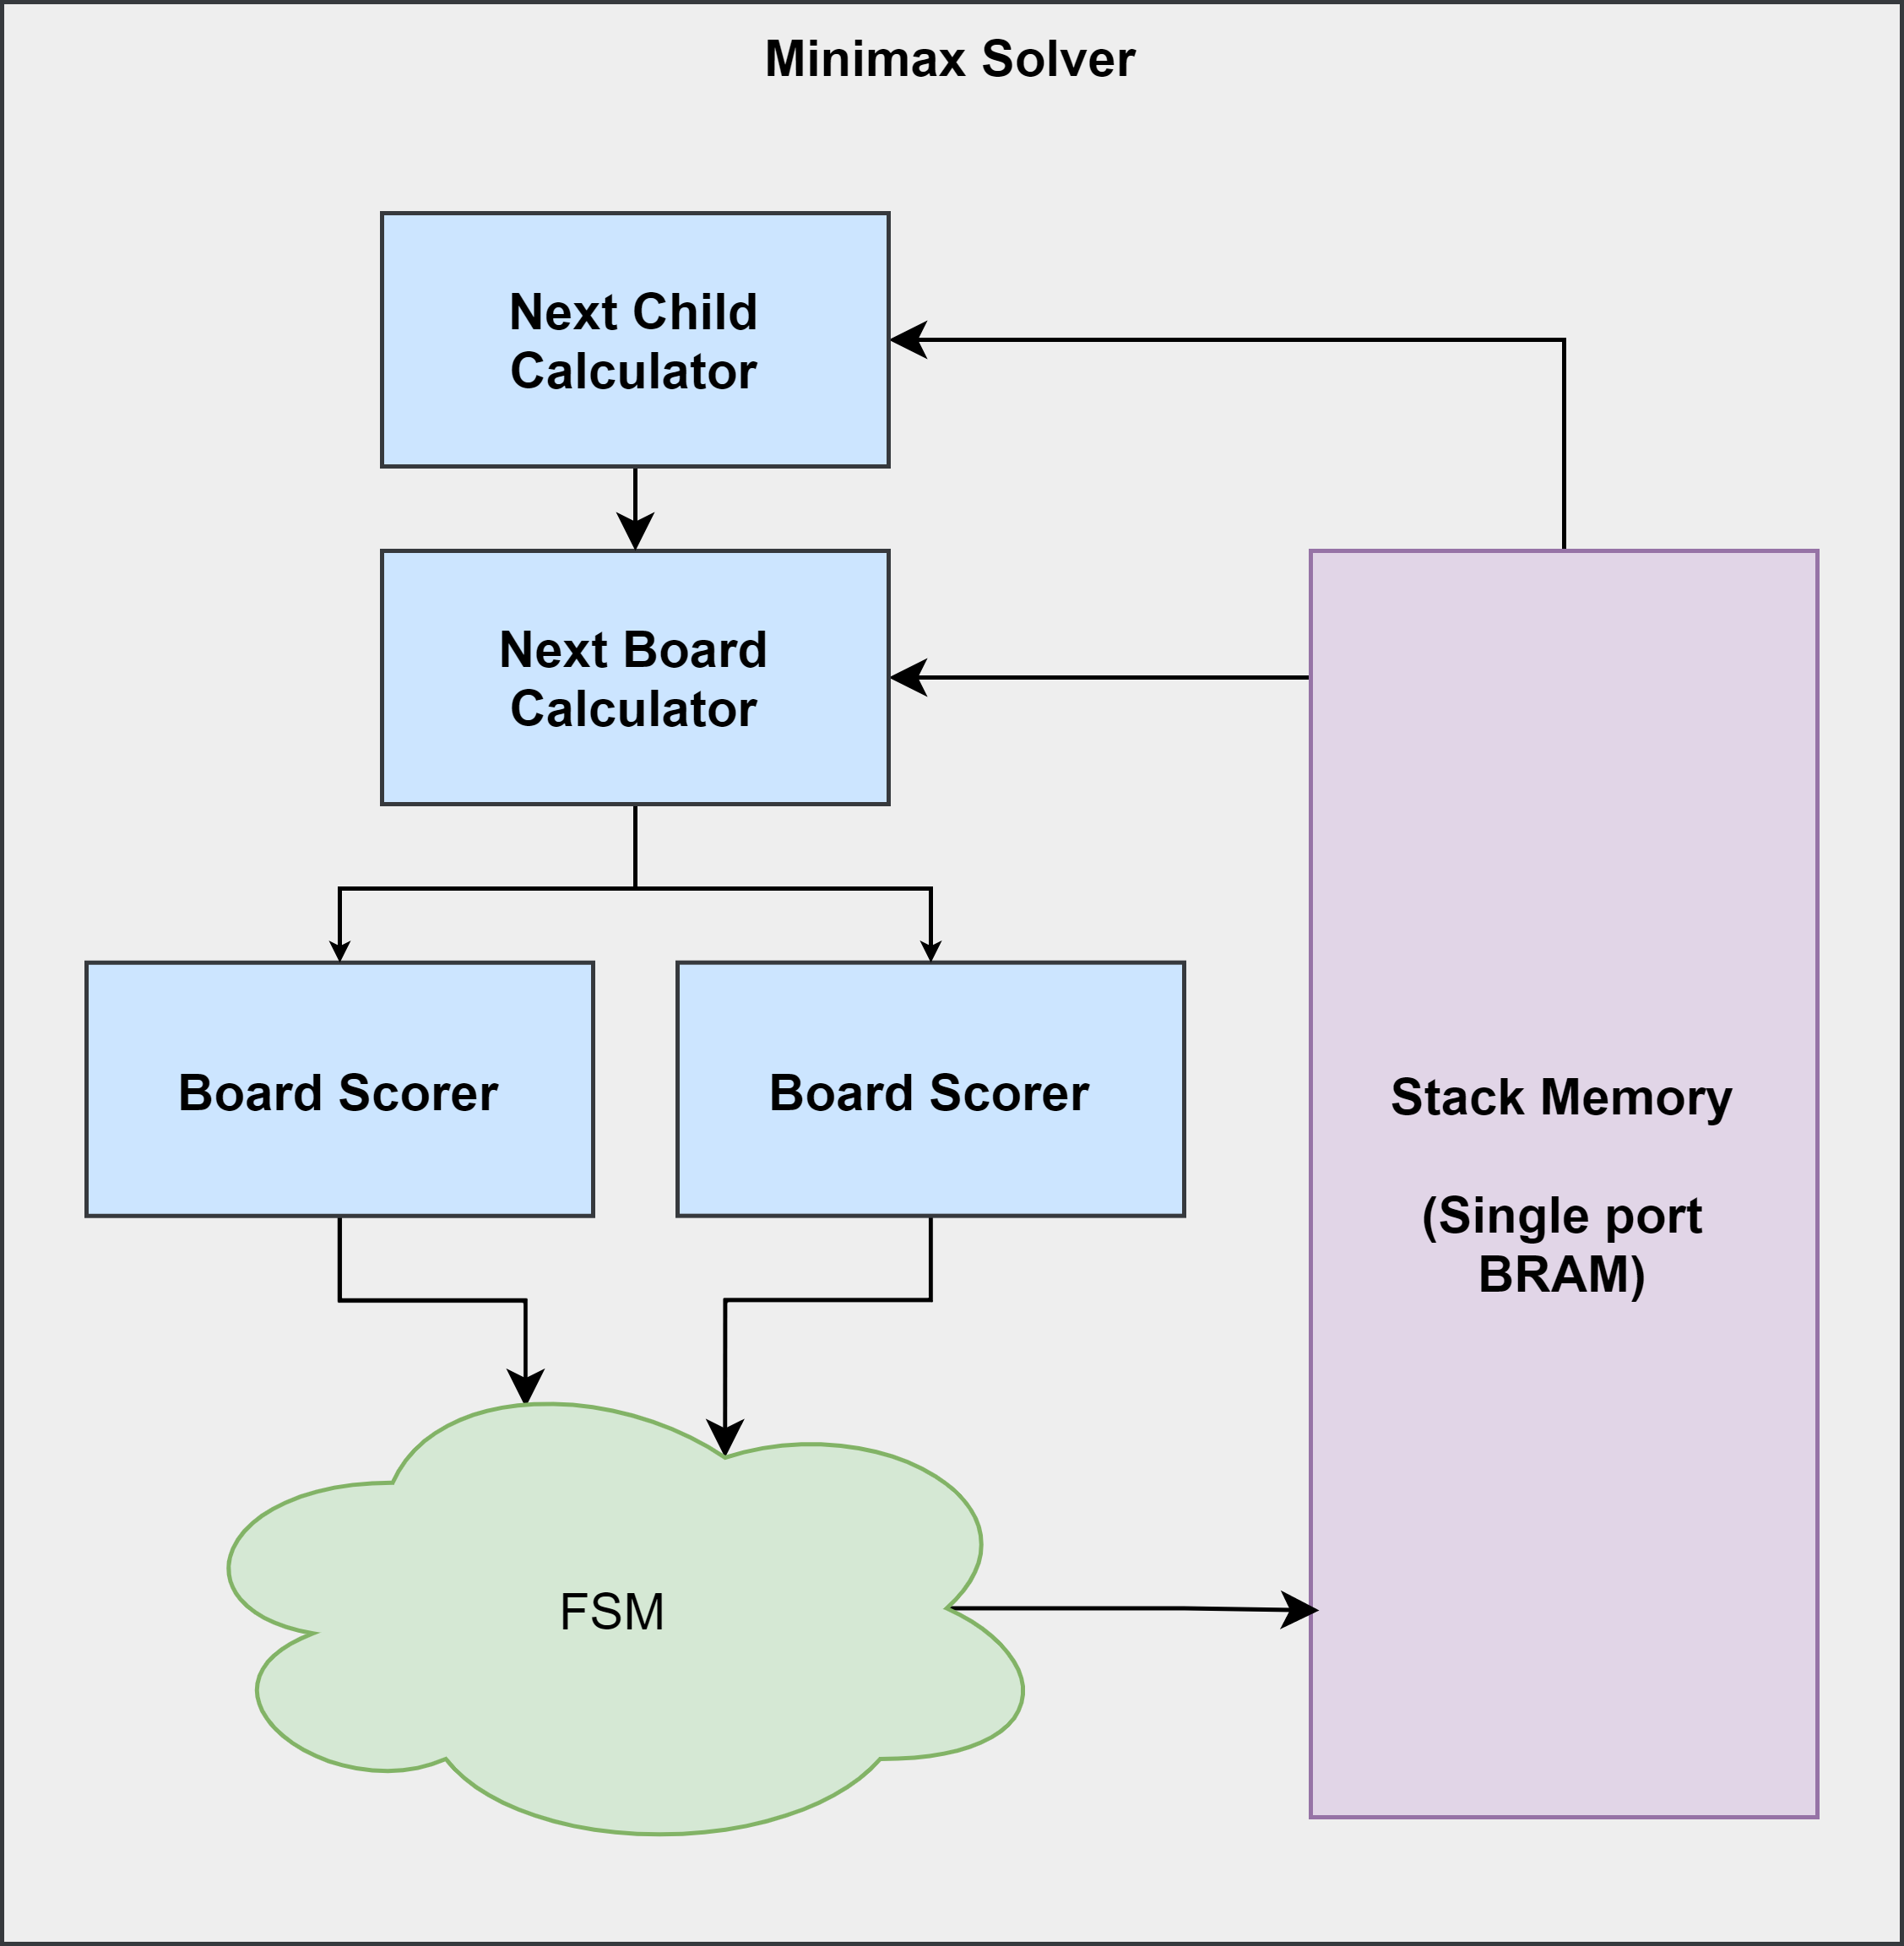 Minimax Solver
Next Child
Calculator
Next Board
Calculator
Board Scorer
Board Scorer
Stack Memory
(Single port
BRAM)
FSM